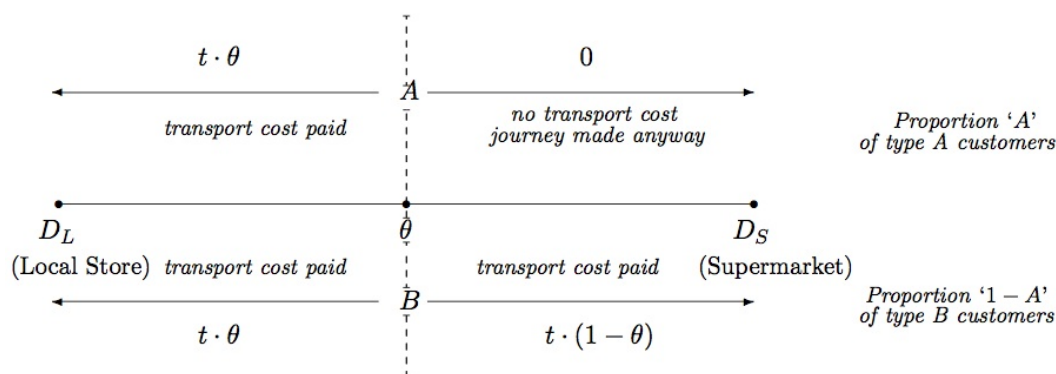 t · θ 0
A
transport cost paid no transport cost
journey made anyway
Proportion ‘A’
of type A customers
D_L θ D_S
(Local Store) transport cost paid transport cost paid (Supermarket)
B
Proportion ‘1 − A’
of type B customers
t · θ t · (1 − θ)